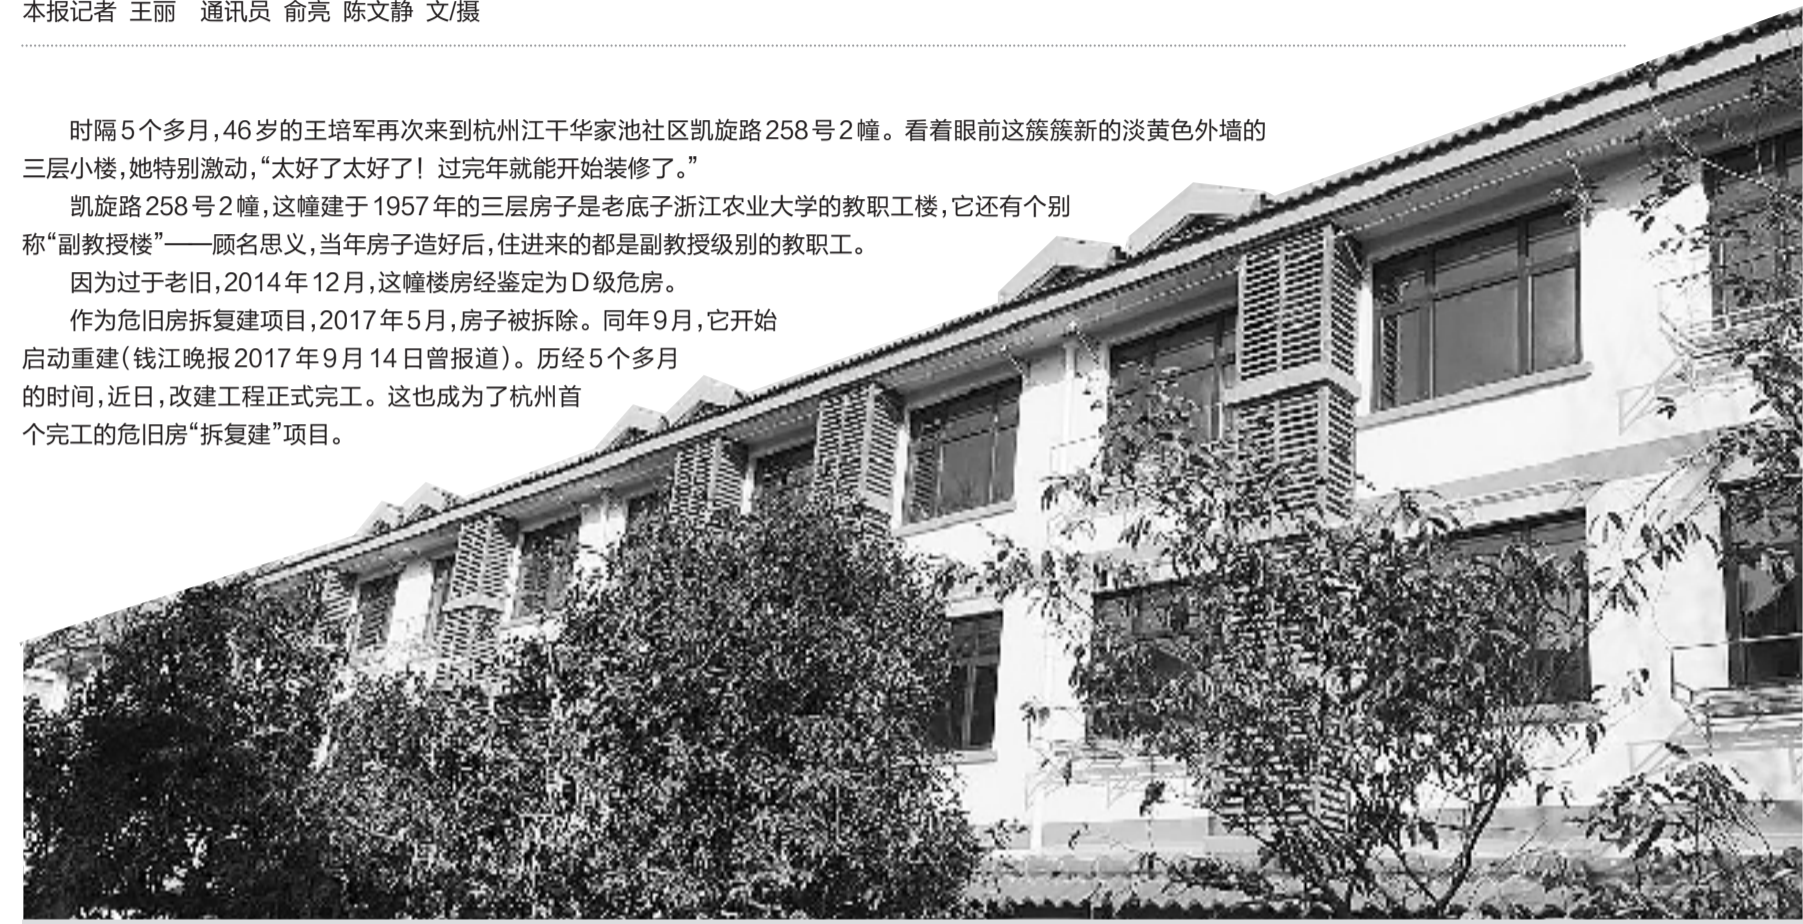 本报记者 王丽 通讯员 俞亮 陈文静 文/摄
时隔5个多月,46岁的王培军再次来到杭州江干华家池社区凯旋路258号2幢。看着眼前这簇簇新的淡黄色外墙的
三层小楼,她特别激动,“太好了太好了！过完年就能开始装修了。”
凯旋路258号2幢,这幢建于1957年的三层房子是老底子浙江农业大学的教职工楼,它还有个别
称“副教授楼”——顾名思义,当年房子造好后,住进来的都是副教授级别的教职工。
因为过于老旧,2014年12月,这幢楼房经鉴定为D级危房。
作为危旧房拆复建项目,2017年5月,房子被拆除。同年9月,它开始
启动重建(钱江晚报2017年9月14日曾报道)。历经5个多月
的时间,近日,改建工程正式完工。这也成为了杭州首
个完工的危旧房“拆复建”项目。